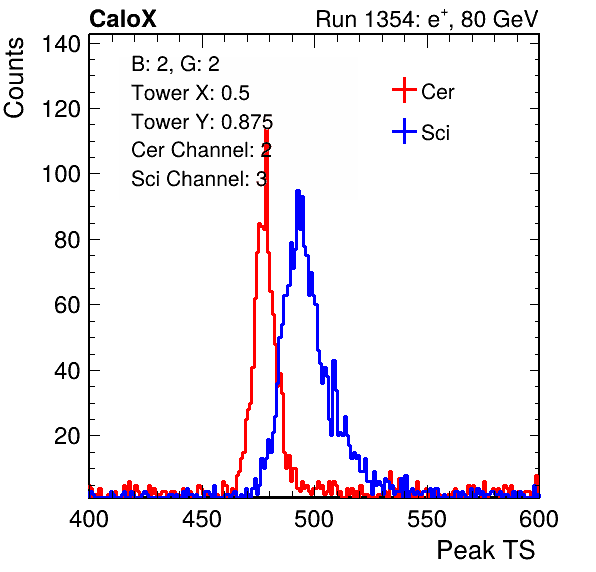 CaloX Run 1354: e⁺, 80 GeV
Counts
140
120
100
80
60
40
20
B: 2, G: 2
Tower X: 0.5
Tower Y: 0.875
Cer Channel: 2
Sci Channel: 3
Cer
Sci
400 450 500 550 600
Peak TS